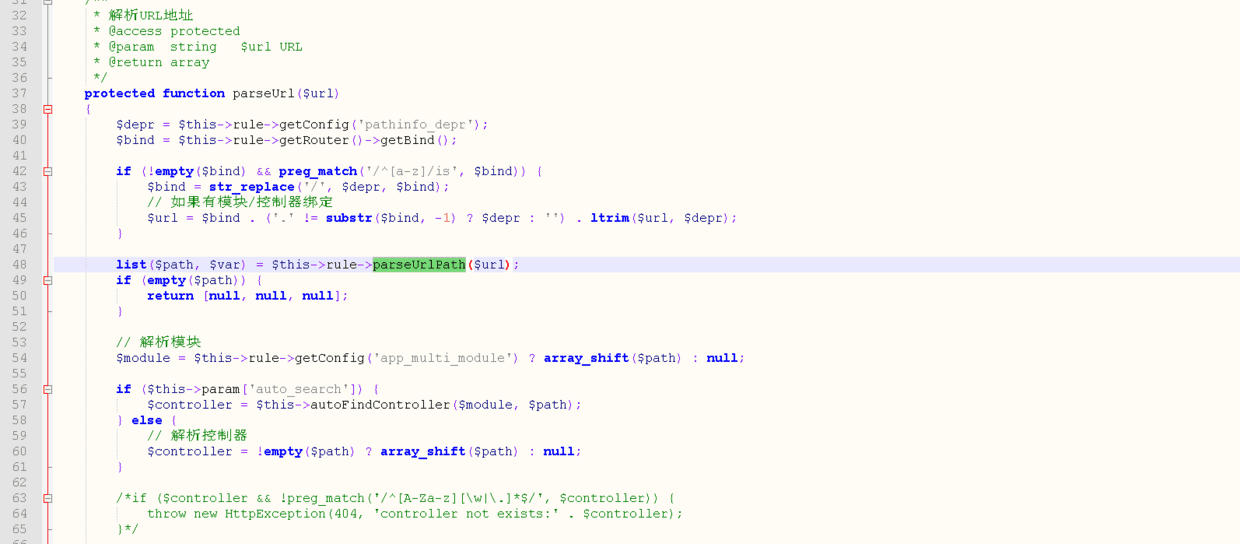 31    /**
32     * 解析URL地址
33     * @access protected
34     * @param  string   $url URL
35     * @return array
36     */
37    protected function parseUrl($url)
38    {
39        $depr = $this->rule->getConfig('pathinfo_depr');
40        $bind = $this->rule->getRouter()->getBind();
41
42        if (!empty($bind) && preg_match('/^[a-z]/is', $bind)) {
43            $bind = str_replace('/', $depr, $bind);
44            // 如果有模块/控制器绑定
45            $url = $bind . ('.' != substr($bind, -1) ? $depr : '') . ltrim($url, $depr);
46        }
47
48        list($path, $var) = $this->rule->parseUrlPath($url);
49        if (empty($path)) {
50            return [null, null, null];
51        }
52
53        // 解析模块
54        $module = $this->rule->getConfig('app_multi_module') ? array_shift($path) : null;
55
56        if ($this->param['auto_search']) {
57            $controller = $this->autoFindController($module, $path);
58        } else {
59            // 解析控制器
60            $controller = !empty($path) ? array_shift($path) : null;
61        }
62
63        /*if ($controller && !preg_match('/^[A-Za-z][\w|\.]*$/', $controller)) {
64            throw new HttpException(404, 'controller not exists:' . $controller);
65        }*/
66